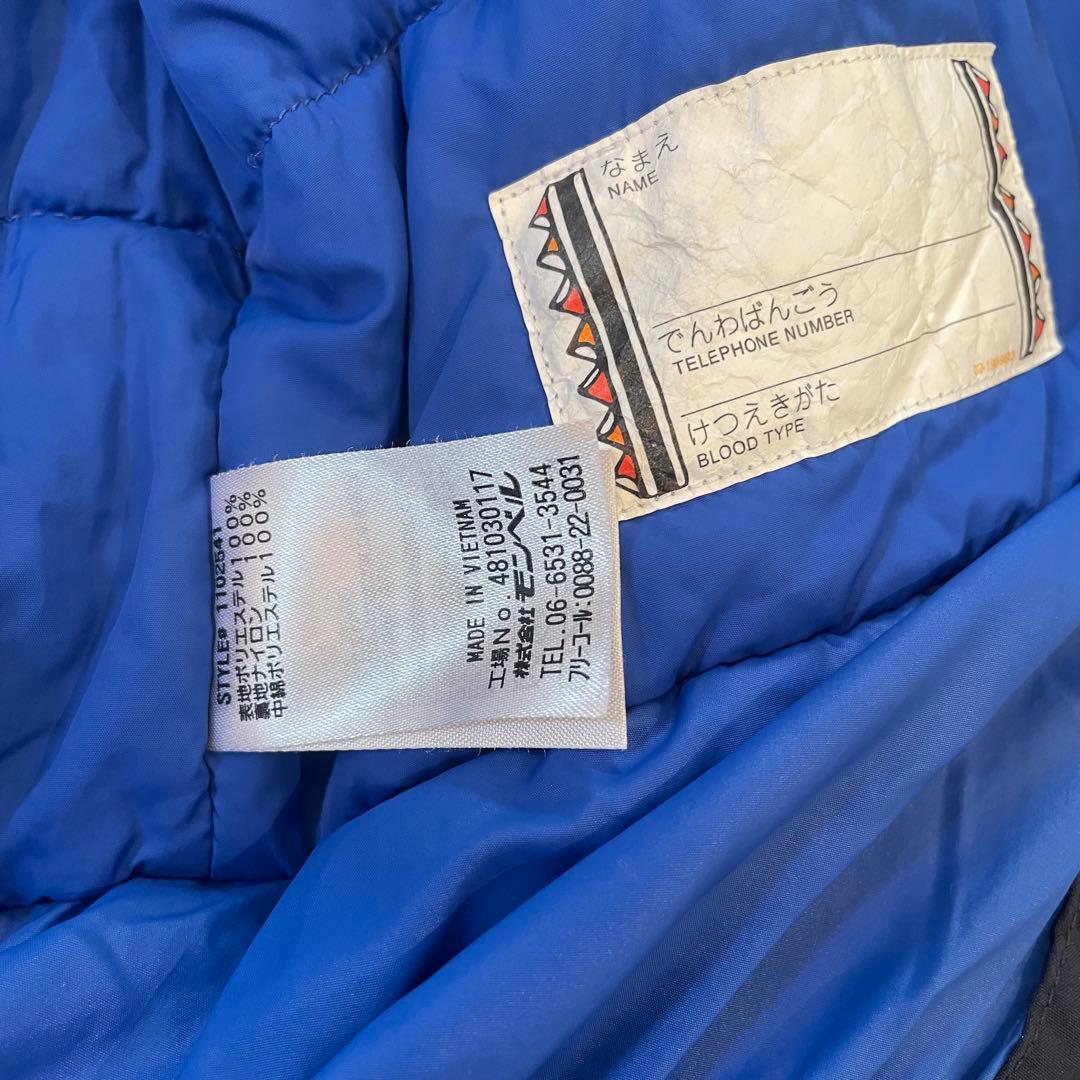 なまえ
NAME
でんわばんごう
TELEPHONE NUMBER
けつえきがた
BLOOD TYPE
STYLE# 1102541
表地ポリエステル100%
裏地ナイロン 100%
中綿ポリエステル100%
MADE IN VIETNAM
工場No.481030117
株式会社モンベル
TEL.06-6531-3544
フリーコール:0088-22-0031